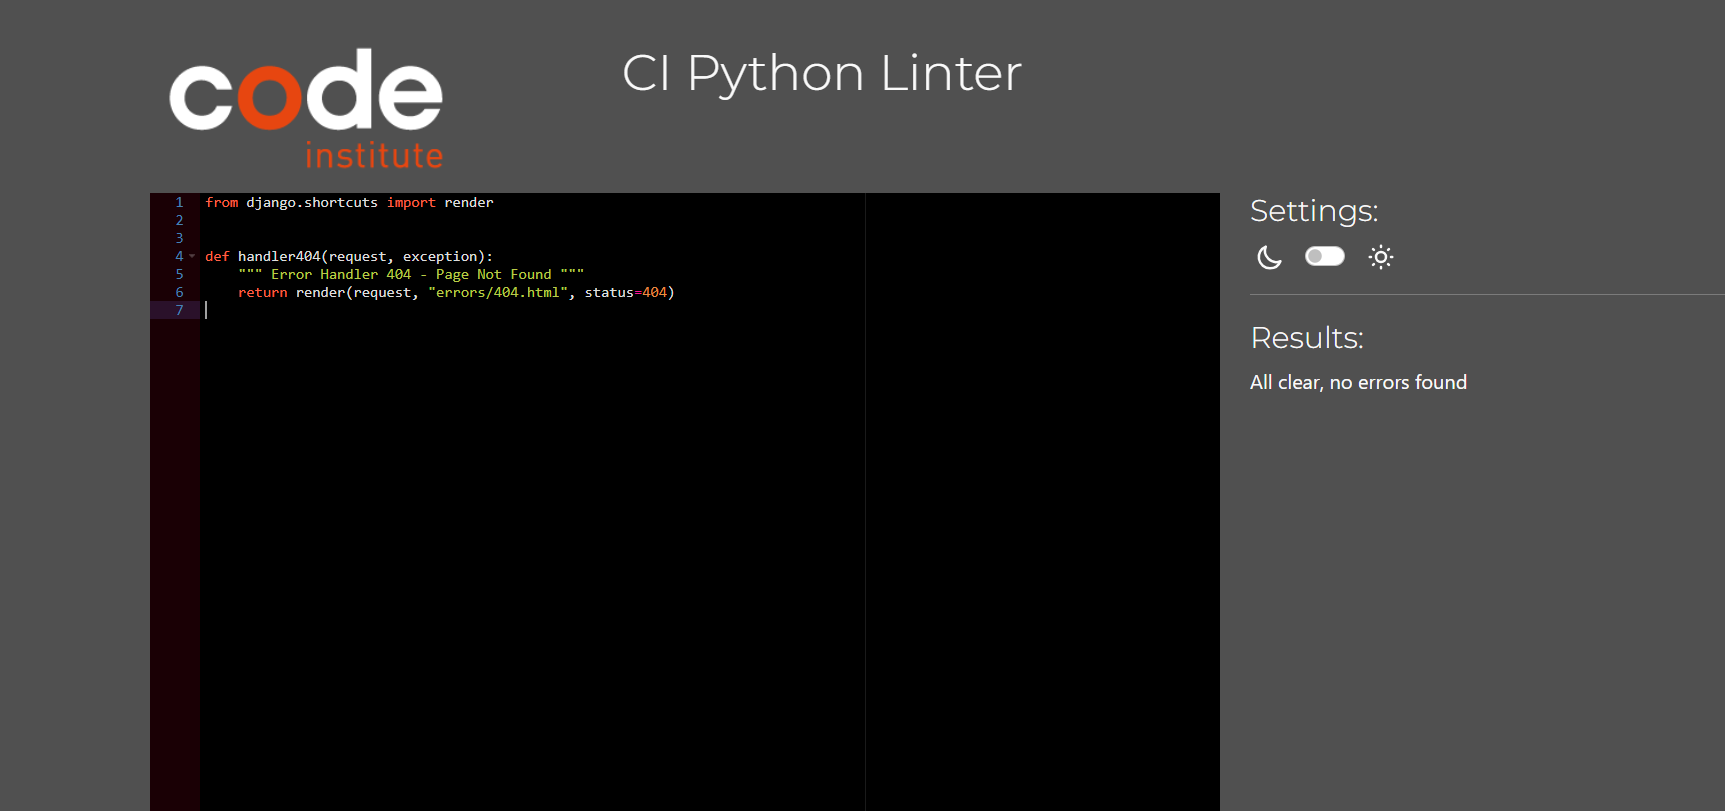 code
institute
CI Python Linter
1 from django.shortcuts import render
2
3
4 def handler404(request, exception):
5     """ Error Handler 404 - Page Not Found """
6     return render(request, "errors/404.html", status=404)
7
Settings:
Results:
All clear, no errors found